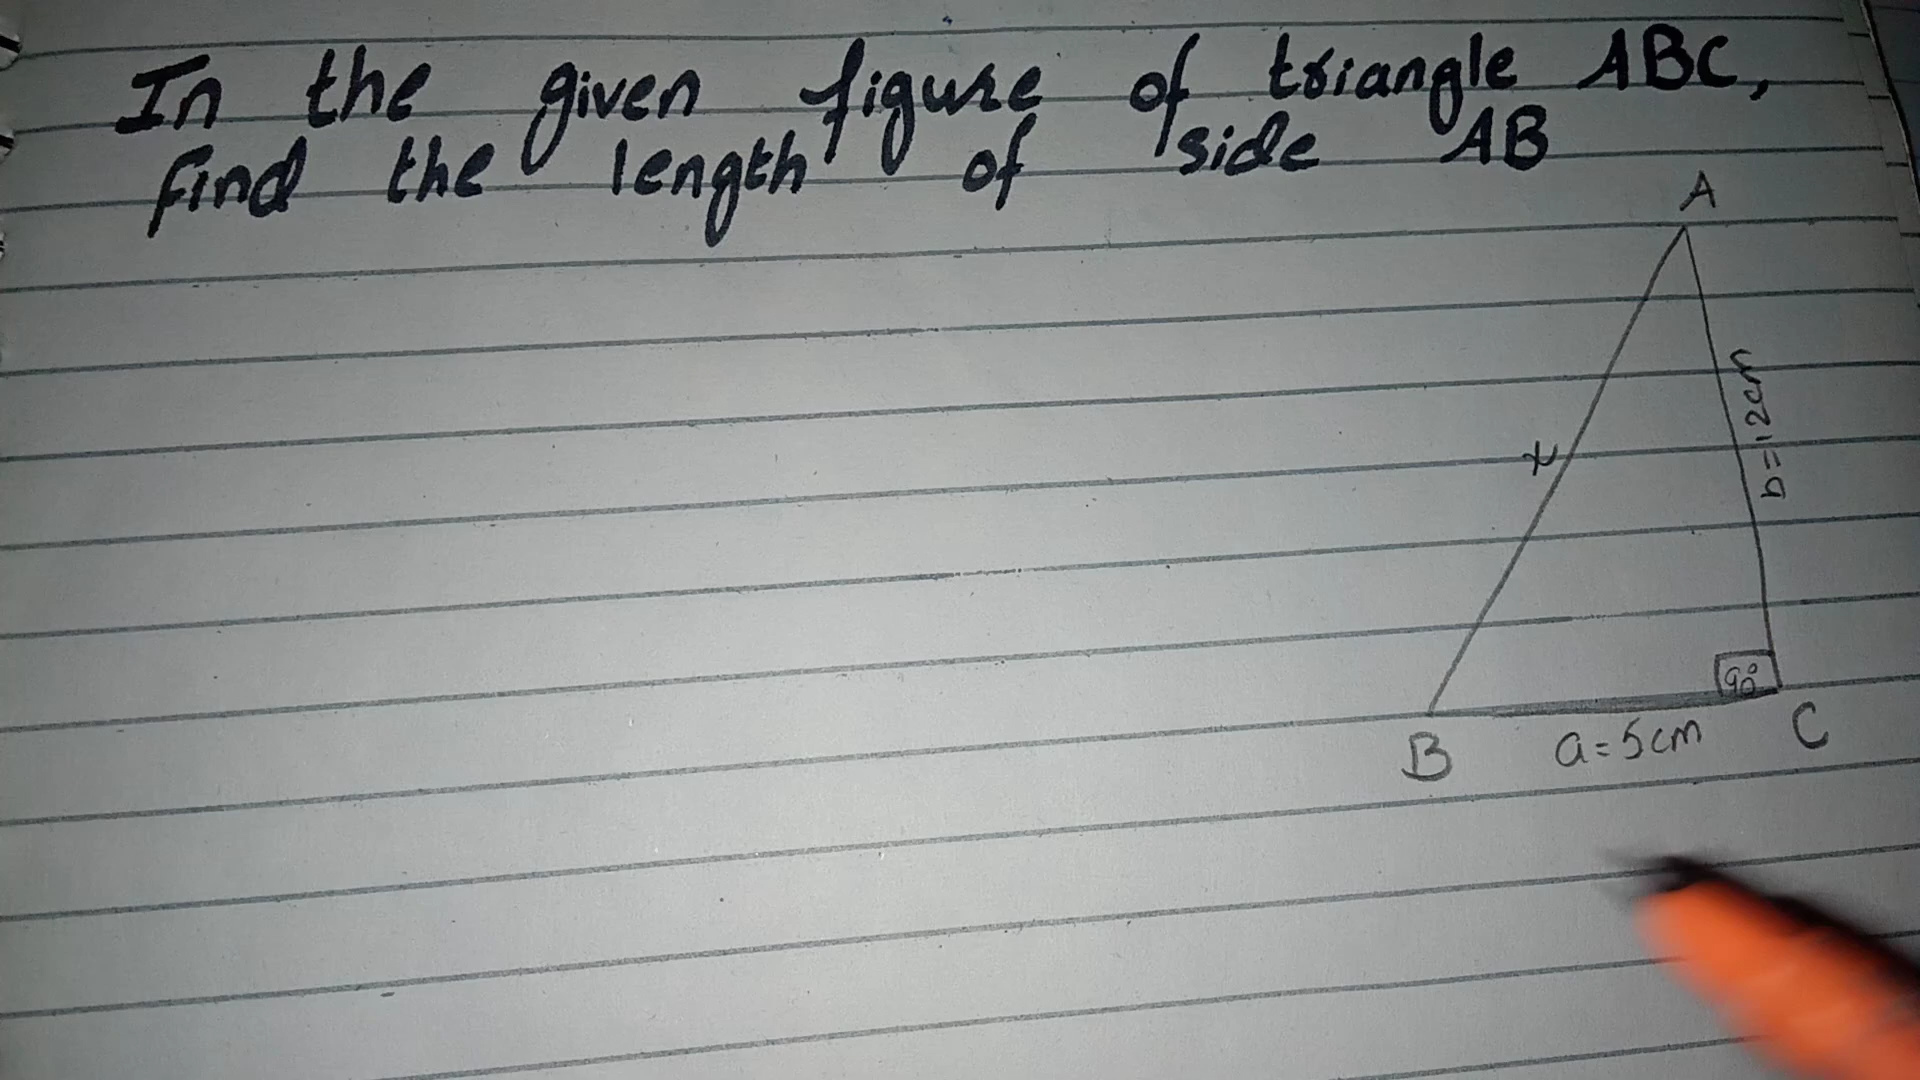 In the given figure of triangle ABC,
find the length of side AB
A
x
b=12cm
90°
B
a=5cm
C